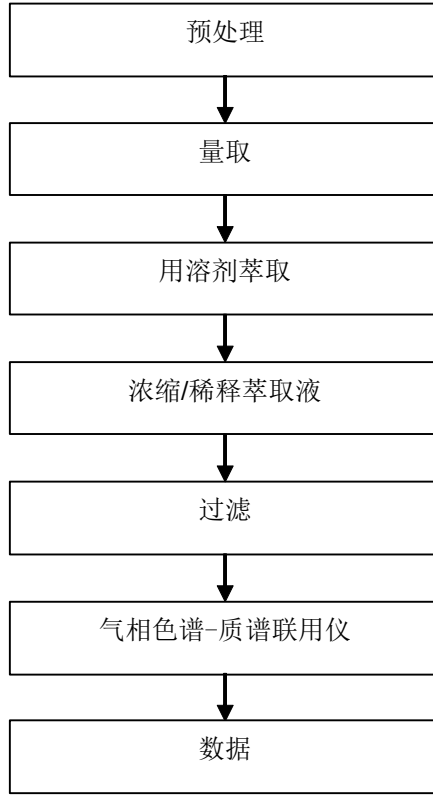 预处理
量取
用溶剂萃取
浓缩/稀释萃取液
过滤
气相色谱-质谱联用仪
数据